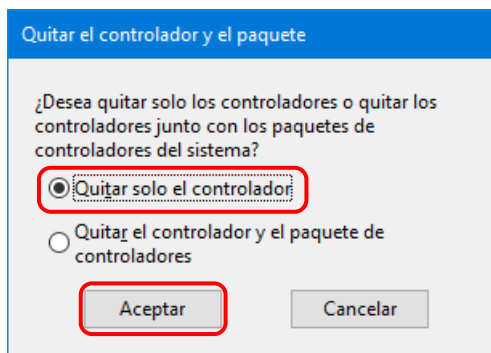 Quitar el controlador y el paquete
¿Desea quitar solo los controladores o quitar los
controladores junto con los paquetes de
controladores del sistema?
Quitar solo el controlador
Quitar el controlador y el paquete de
controladores
Aceptar
Cancelar